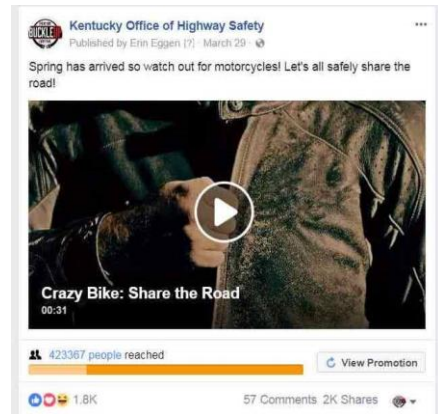 BUCKLE UP
Kentucky Office of Highway Safety
Published by Erin Eggen [?] · March 29 ·
Spring has arrived so watch out for motorcycles! Let's all safely share the
road!
Crazy Bike: Share the Road
00:31
423367 people reached
View Promotion
1.8K
57 Comments 2K Shares